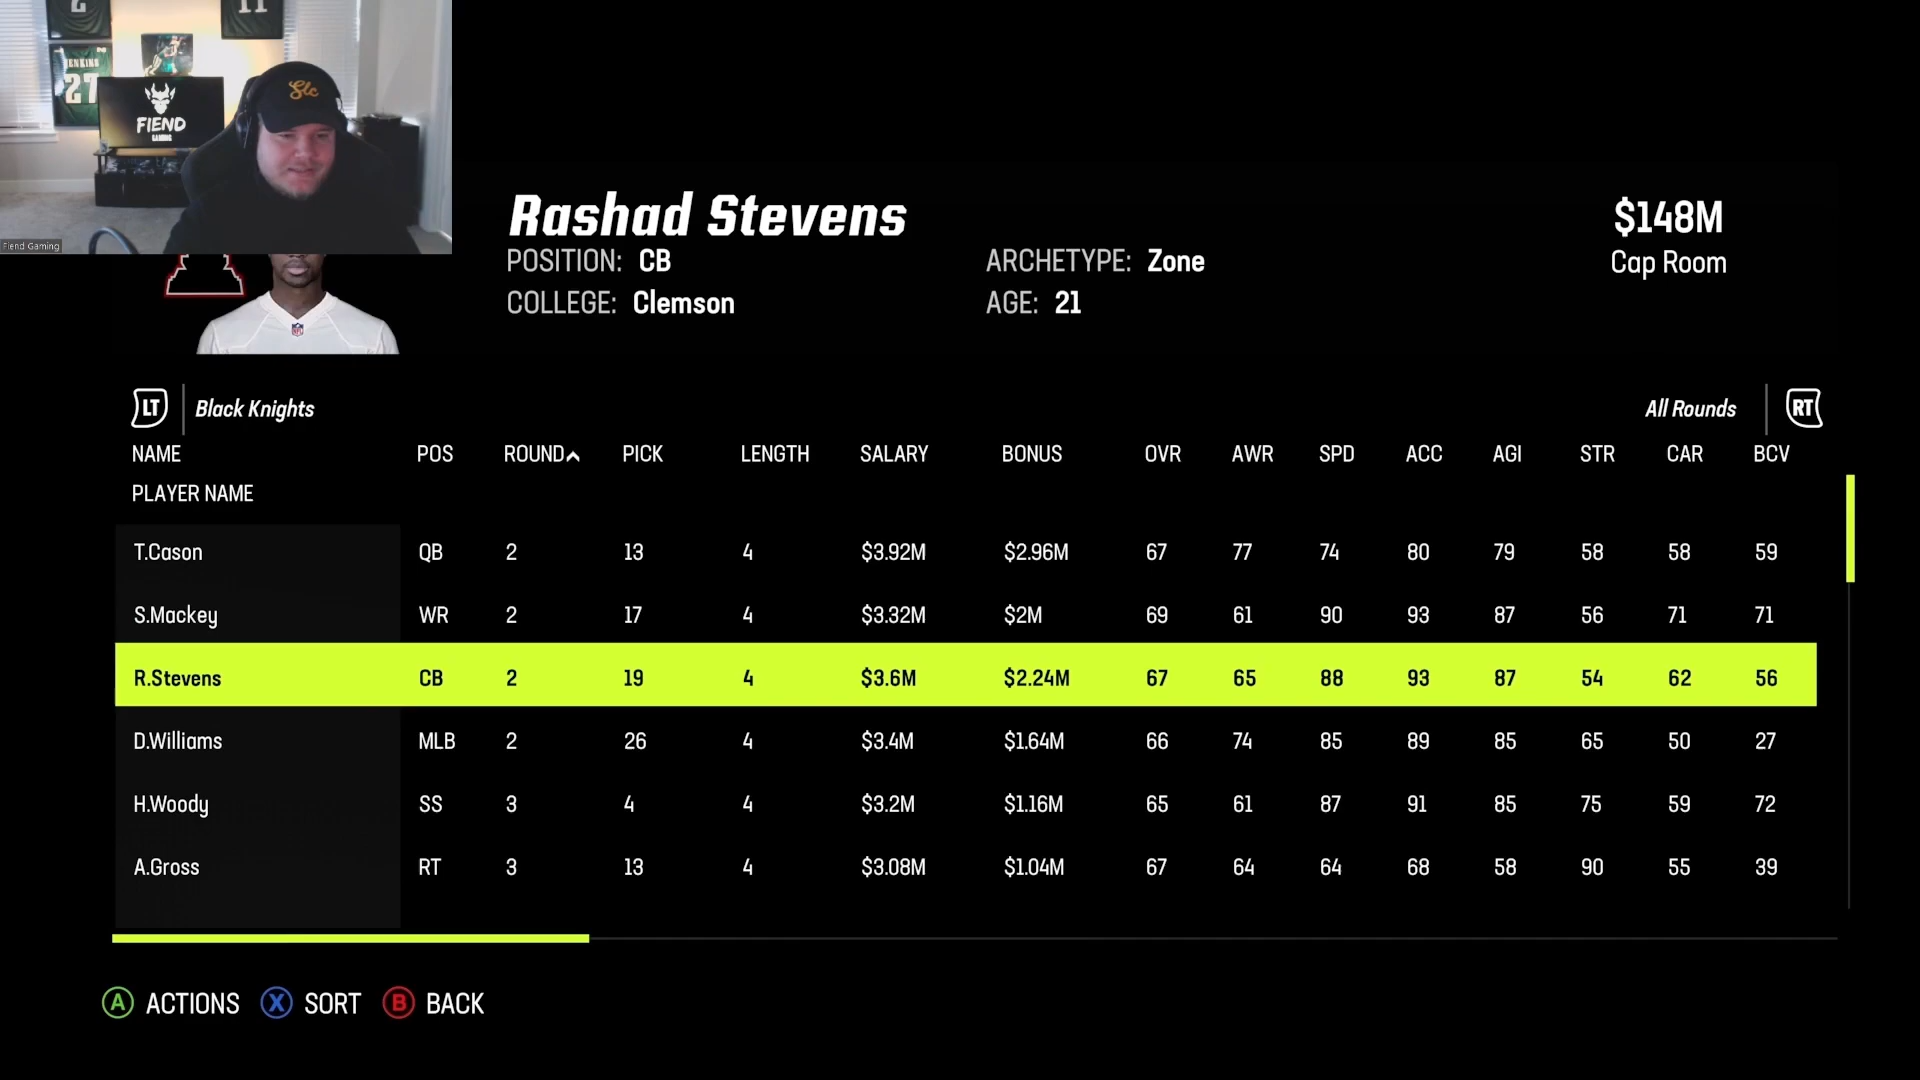 2
11
JENKINS
27
Slc
FIEND
GAMING
Fiend Gaming
Rashad Stevens
POSITION: CB
COLLEGE: Clemson
ARCHETYPE: Zone
AGE: 21
$148M
Cap Room
LT Black Knights
All Rounds RT
NAME POS ROUND PICK LENGTH SALARY BONUS OVR AWR SPD ACC AGI STR CAR BCV
PLAYER NAME
T.Cason QB 2 13 4 $3.92M $2.96M 67 77 74 80 79 58 58 59
S.Mackey WR 2 17 4 $3.32M $2M 69 61 90 93 87 56 71 71
R.Stevens CB 2 19 4 $3.6M $2.24M 67 65 88 93 87 54 62 56
D.Williams MLB 2 26 4 $3.4M $1.64M 66 74 85 89 85 65 50 27
H.Woody SS 3 4 4 $3.2M $1.16M 65 61 87 91 85 75 59 72
A.Gross RT 3 13 4 $3.08M $1.04M 67 64 64 68 58 90 55 39
A ACTIONS X SORT B BACK